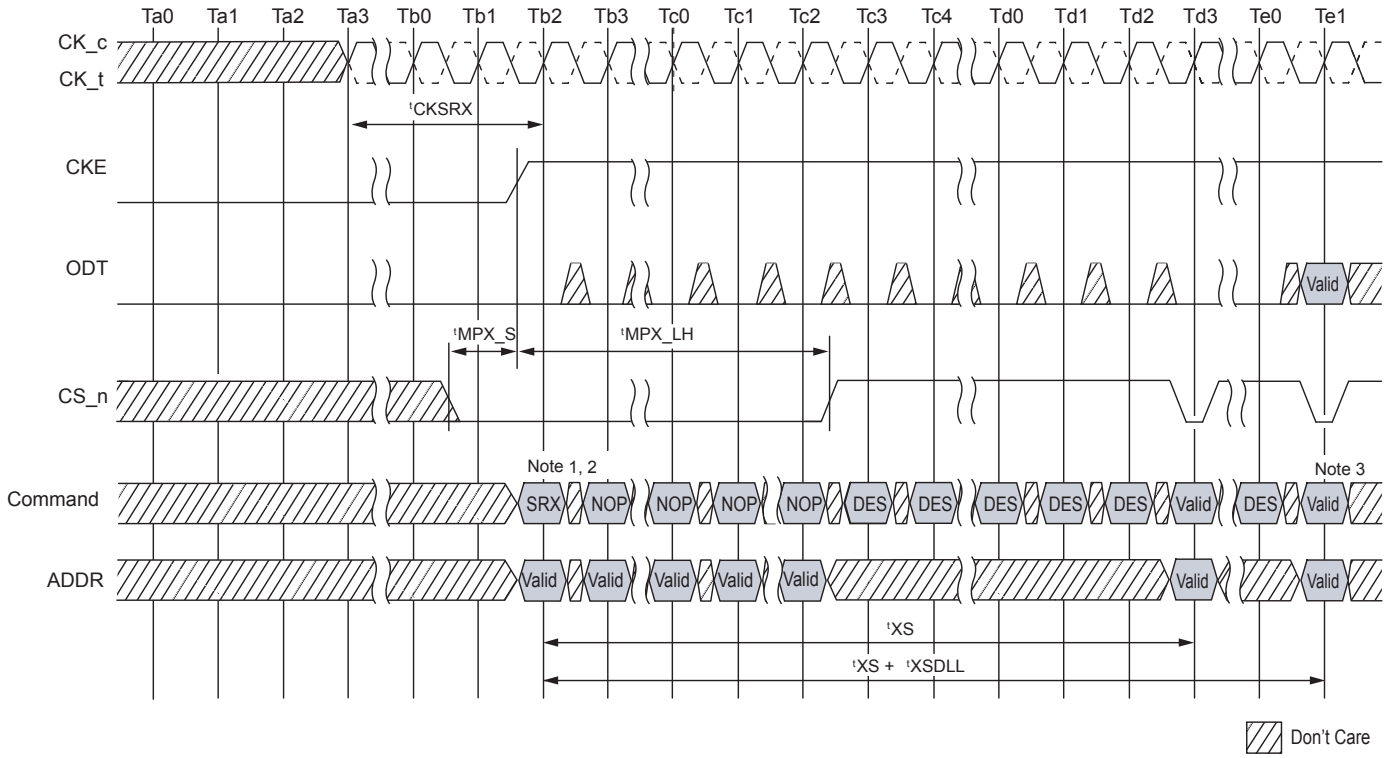 Ta0 Ta1 Ta2 Ta3 Tb0 Tb1 Tb2 Tb3 Tc0 Tc1 Tc2 Tc3 Tc4 Td0 Td1 Td2 Td3 Te0 Te1
CK_c
CK_t
tCKSRX
CKE
ODT
Valid
tMPX_S tMPX_LH
CS_n
Note 1, 2 Note 3
Command SRX NOP NOP NOP NOP DES DES DES DES DES Valid DES Valid
ADDR Valid Valid Valid Valid Valid Valid Valid
tXS
tXS + tXSDLL
Don't Care